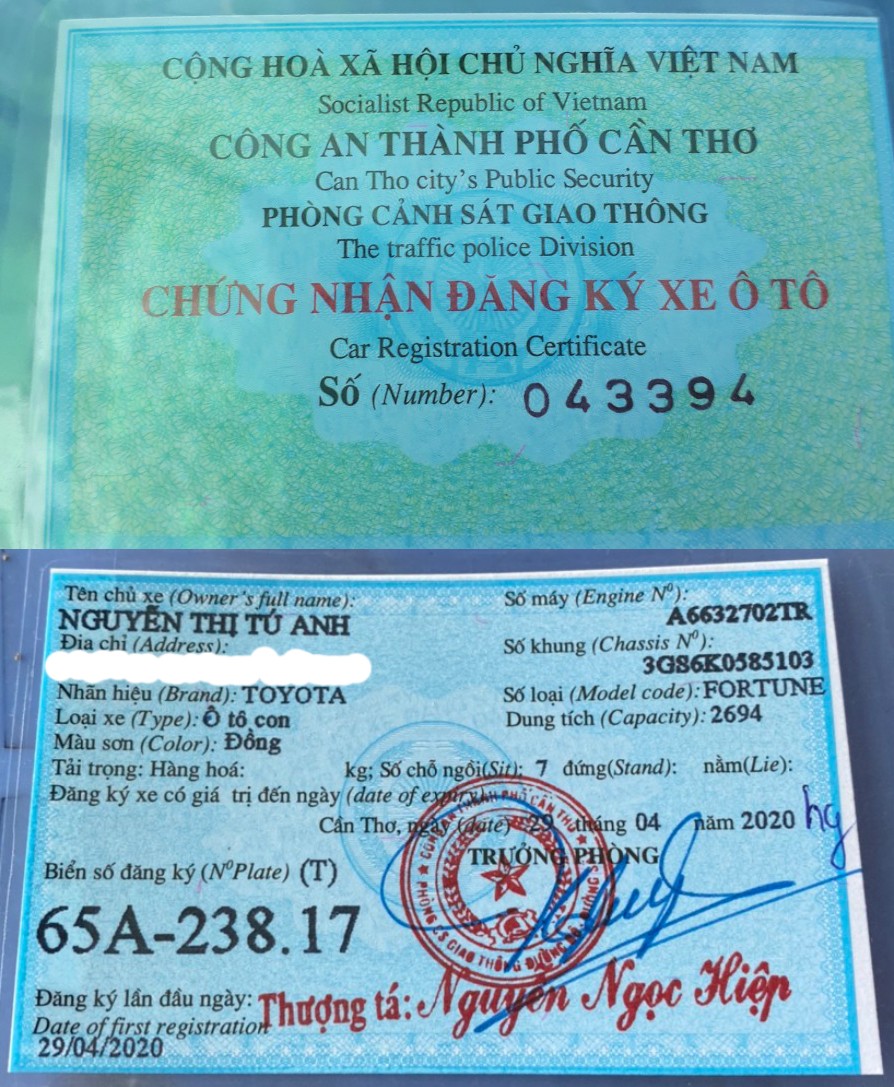 CỘNG HOÀ XÃ HỘI CHỦ NGHĨA VIỆT NAM
Socialist Republic of Vietnam
CÔNG AN THÀNH PHỐ CẦN THƠ
Can Tho city's Public Security
PHÒNG CẢNH SÁT GIAO THÔNG
The traffic police Division
CHỨNG NHẬN ĐĂNG KÝ XE Ô TÔ
Car Registration Certificate
Số (Number): 043394
Tên chủ xe (Owner's full name):
NGUYỄN THỊ TÚ ANH
Địa chỉ (Address):
Nhãn hiệu (Brand): TOYOTA
Loại xe (Type): Ô tô con
Màu sơn (Color): Đồng
Số máy (Engine Nº):
A6632702TR
Số khung (Chassis Nº):
3GS6K0585103
Số loại (Model code): FORTUNE
Dung tích (Capacity): 2694
Tải trọng: Hàng hoá: kg; Số chỗ ngồi(Sit): 7 đứng(Stand): nằm(Lie):
Đăng ký xe có giá trị đến ngày (date of expiry)
Cần Thơ, ngày (date) 29 tháng 04 năm 2020
TRƯỞNG PHÒNG
Biển số đăng ký (NºPlate) (T)
65A-238.17
Đăng ký lần đầu ngày:
Date of first registration
29/04/2020
Thượng tá: Nguyễn Ngọc Hiệp